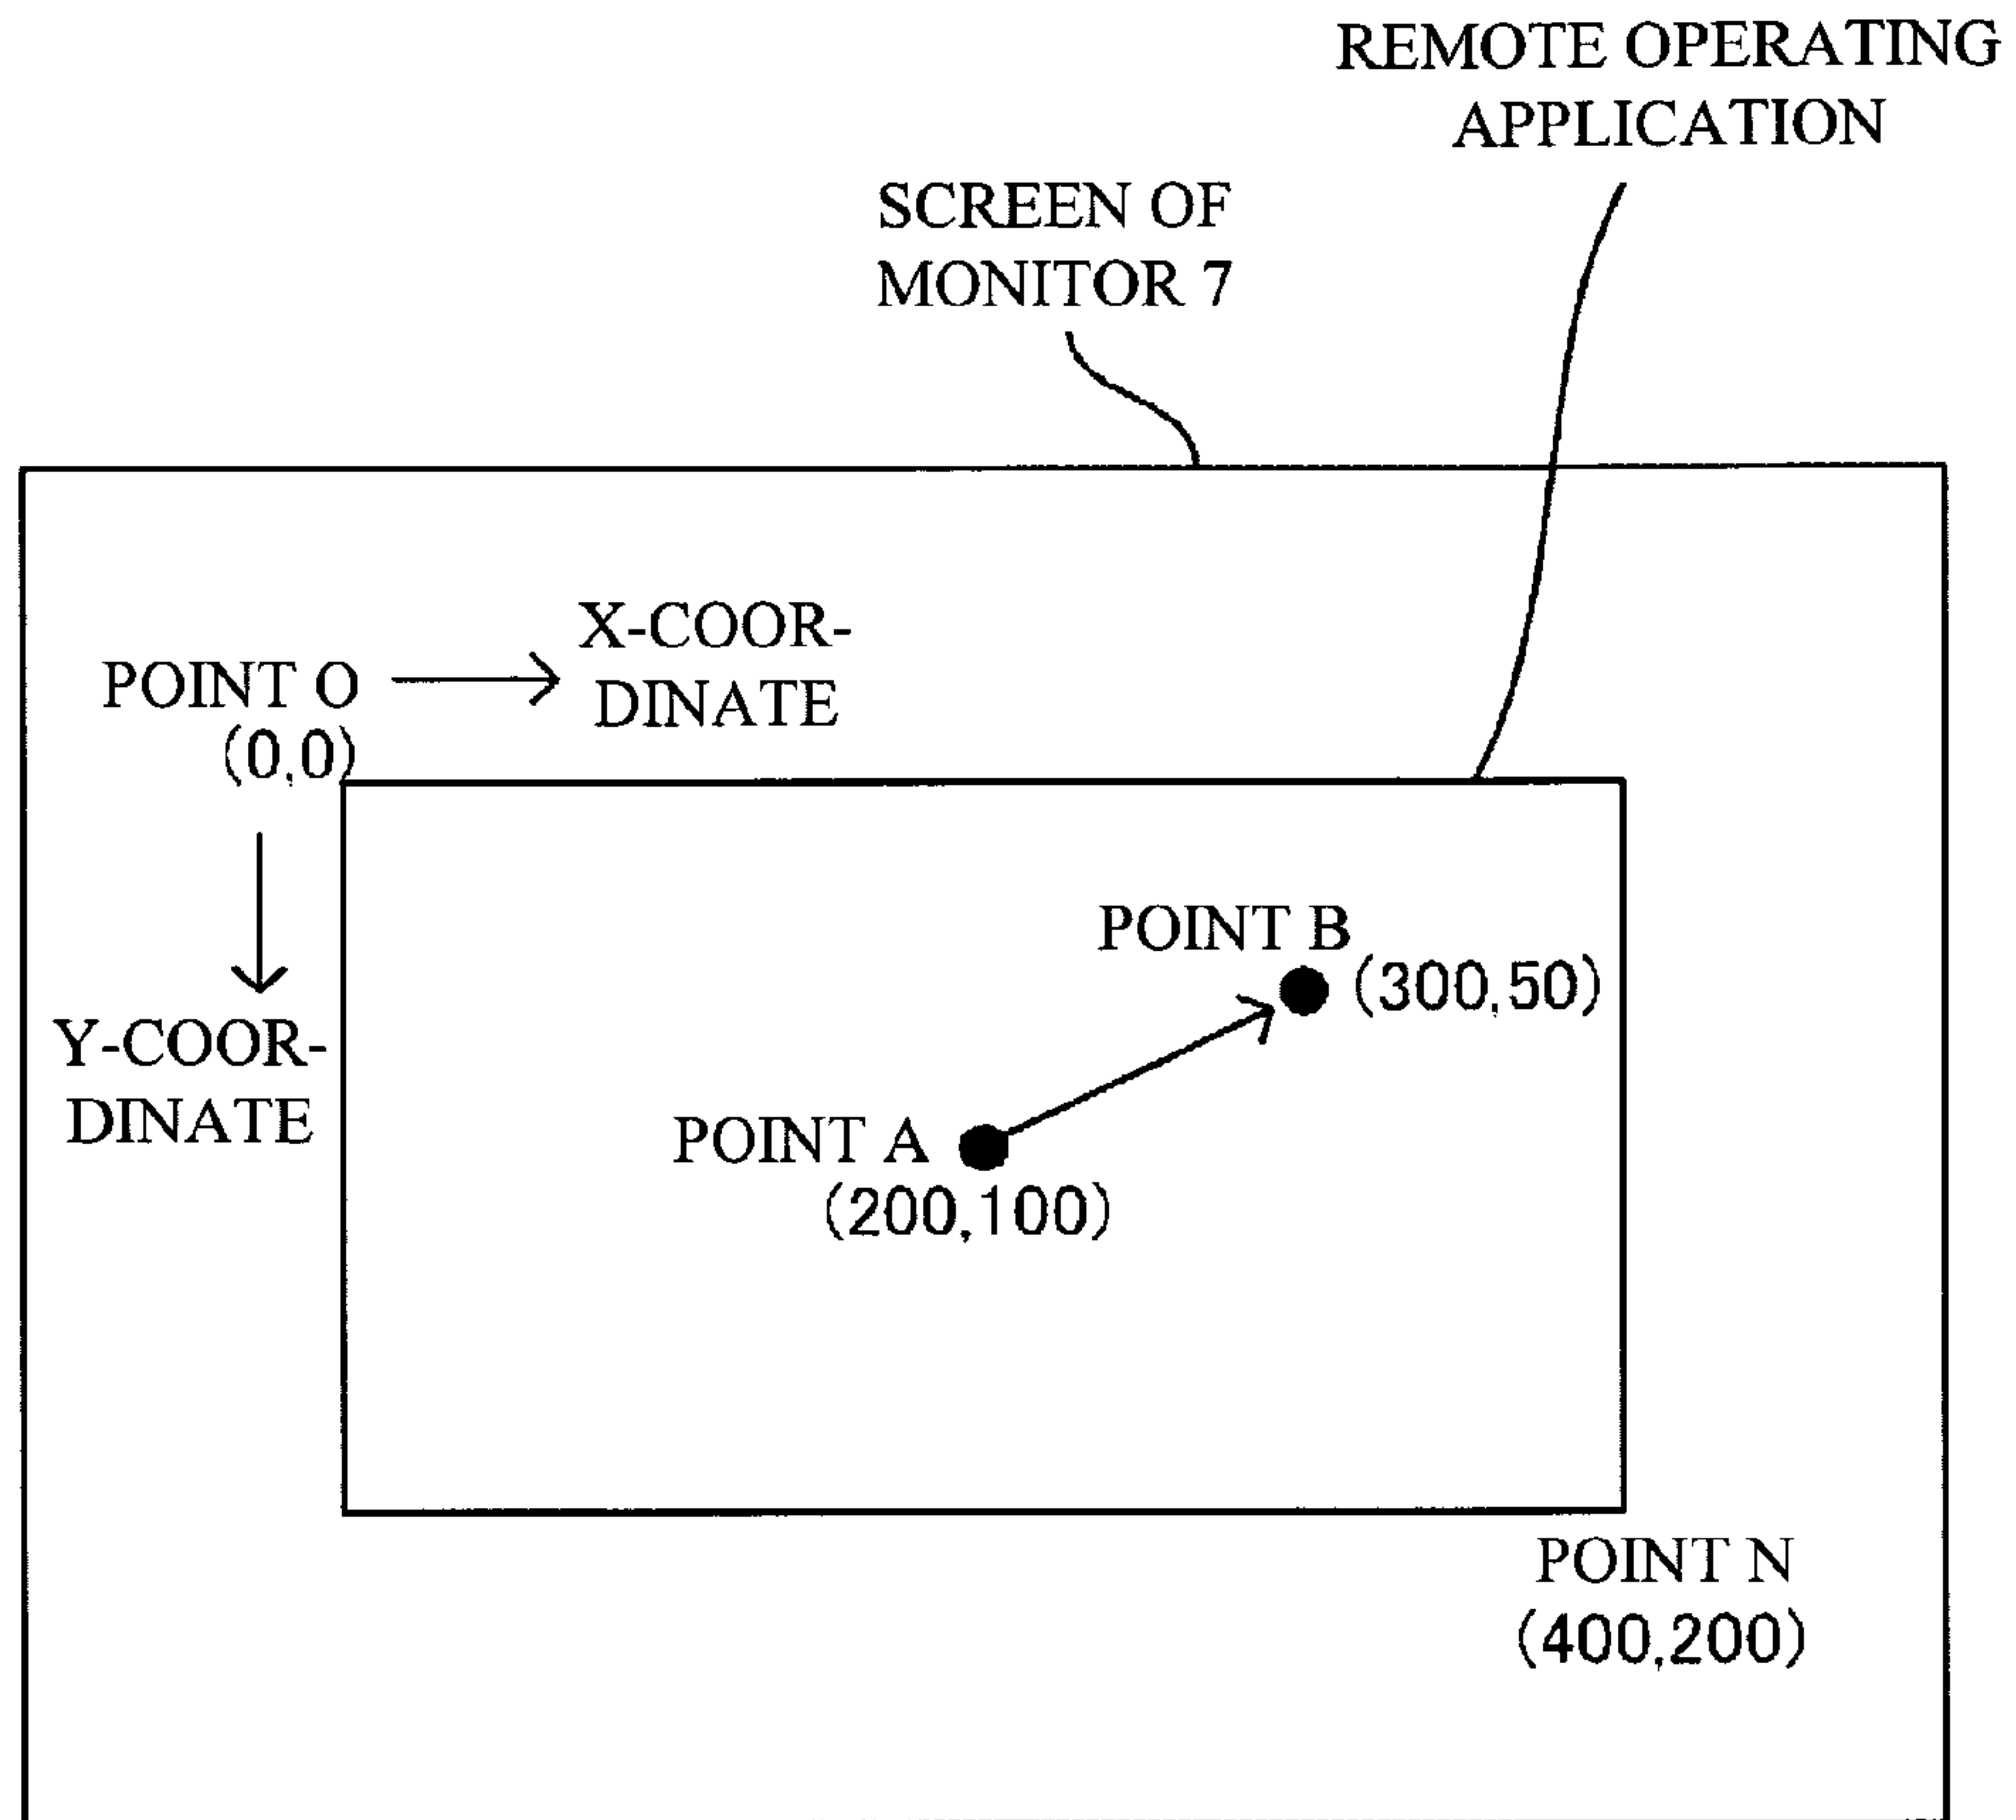 REMOTE OPERATING
APPLICATION
SCREEN OF
MONITOR 7
X-COOR-
DINATE
POINT O
(0,0)
Y-COOR-
DINATE
POINT B
(300,50)
POINT A
(200,100)
POINT N
(400,200)